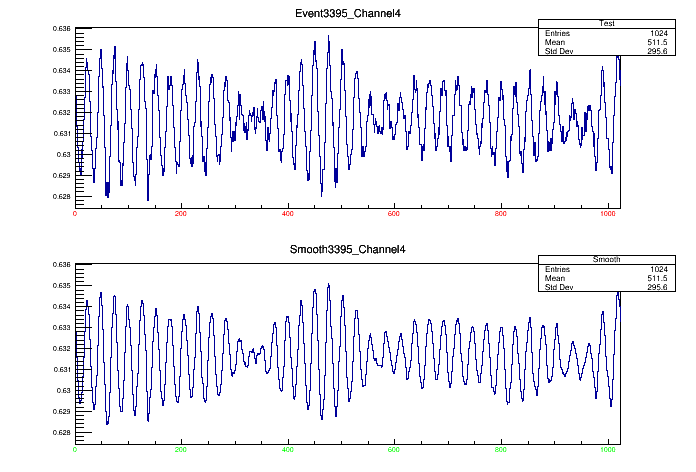 Event3395_Channel4
Test
Entries 1024
Mean 511.5
Std Dev 295.6
0.636
0.635
0.634
0.633
0.632
0.631
0.63
0.629
0.628
0 200 400 600 800 1000
Smooth3395_Channel4
Smooth
Entries 1024
Mean 511.5
Std Dev 295.6
0.636
0.635
0.634
0.633
0.632
0.631
0.63
0.629
0.628
0 200 400 600 800 1000